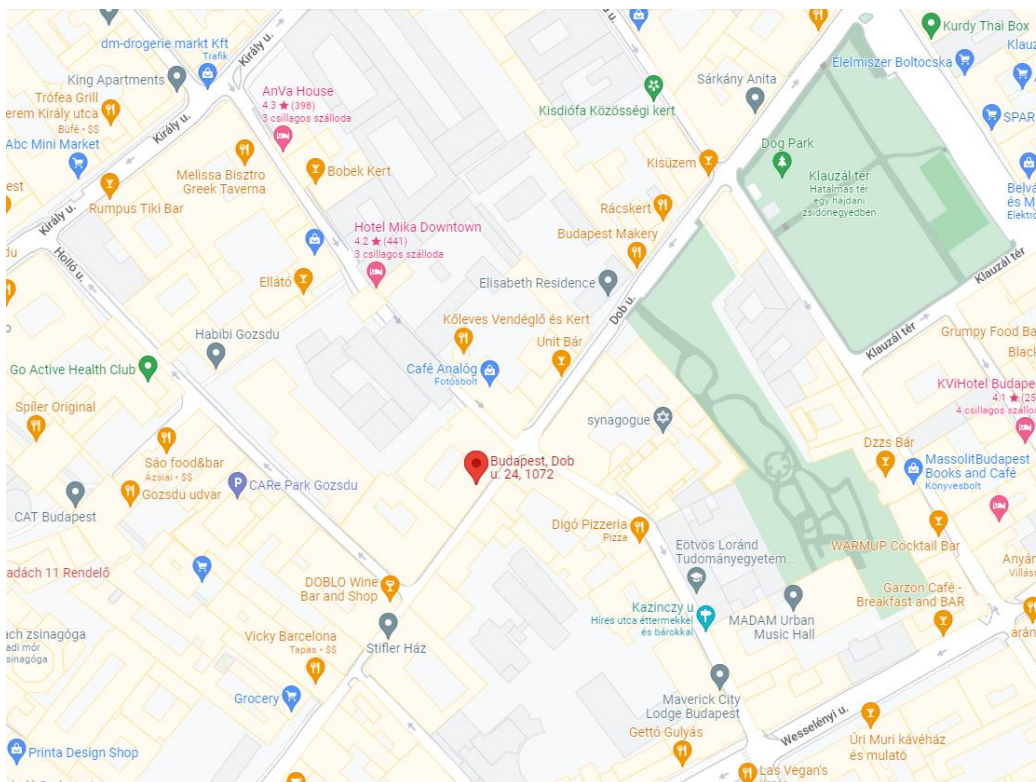 dm-drogerie markt Kft
Trafik
Király u.
Kurdy Thai Box
Élelmiszer Boltocska
King Apartments
AnVa House
4.3 ★ (398)
3 csillagos szálloda
Sárkány Anita
Kisdiófa Közösségi kert
Trófea Grill
erem Király utca
Büfé • $$
Király u.
SPAR
Abc Mini Market
Melissa Bisztro
Greek Taverna
Bobek Kert
Kisüzem
Dog Park
Klauzál tér
Hatalmas tér
egy hajdani
zsidónegyedben
Rumpus Tiki Bar
Király u.
Rácskert
Budapest Makery
Hotel Mika Downtown
4.2 ★ (441)
3 csillagos szálloda
Holló u.
Ellátó
Elisabeth Residence
Klauzál tér
Dob u.
Kőleves Vendéglő és Kert
Unit Bár
Habibi Gozsdu
Grumpy Food Ba
Klauzál tér
Go Active Health Club
Café Analóg
Fotósbolt
KViHotel Budape
4.1 ★ (25
4 csillagos szállo
Spíler Original
synagogue
Dzzs Bár
Sáo food&bar
Ázsiai • $$
Budapest, Dob
u. 24, 1072
MassolitBudapest
Books and Café
Könyvesbolt
CARe Park Gozsdu
Gozsdu udvar
CAT Budapest
Digó Pizzeria
Pizza
WARMUP Cocktail Bar
Eötvös Loránd
Tudományegyetem...
adách 11 Rendelő
DOBLO Wine
Bar and Shop
Garzon Café -
Breakfast and BAR
Kazinczy u
Híres utca éttermekkel
és bárokkal
MADAM Urban
Music Hall
ach zsinagóga
Vicky Barcelona
Tapas • $$
Stifler Ház
Grocery
Maverick City
Lodge Budapest
Wesselényi u.
Gettó Gulyás
Úri Muri kávéház
és mulató
Printa Design Shop
Las Vegan's